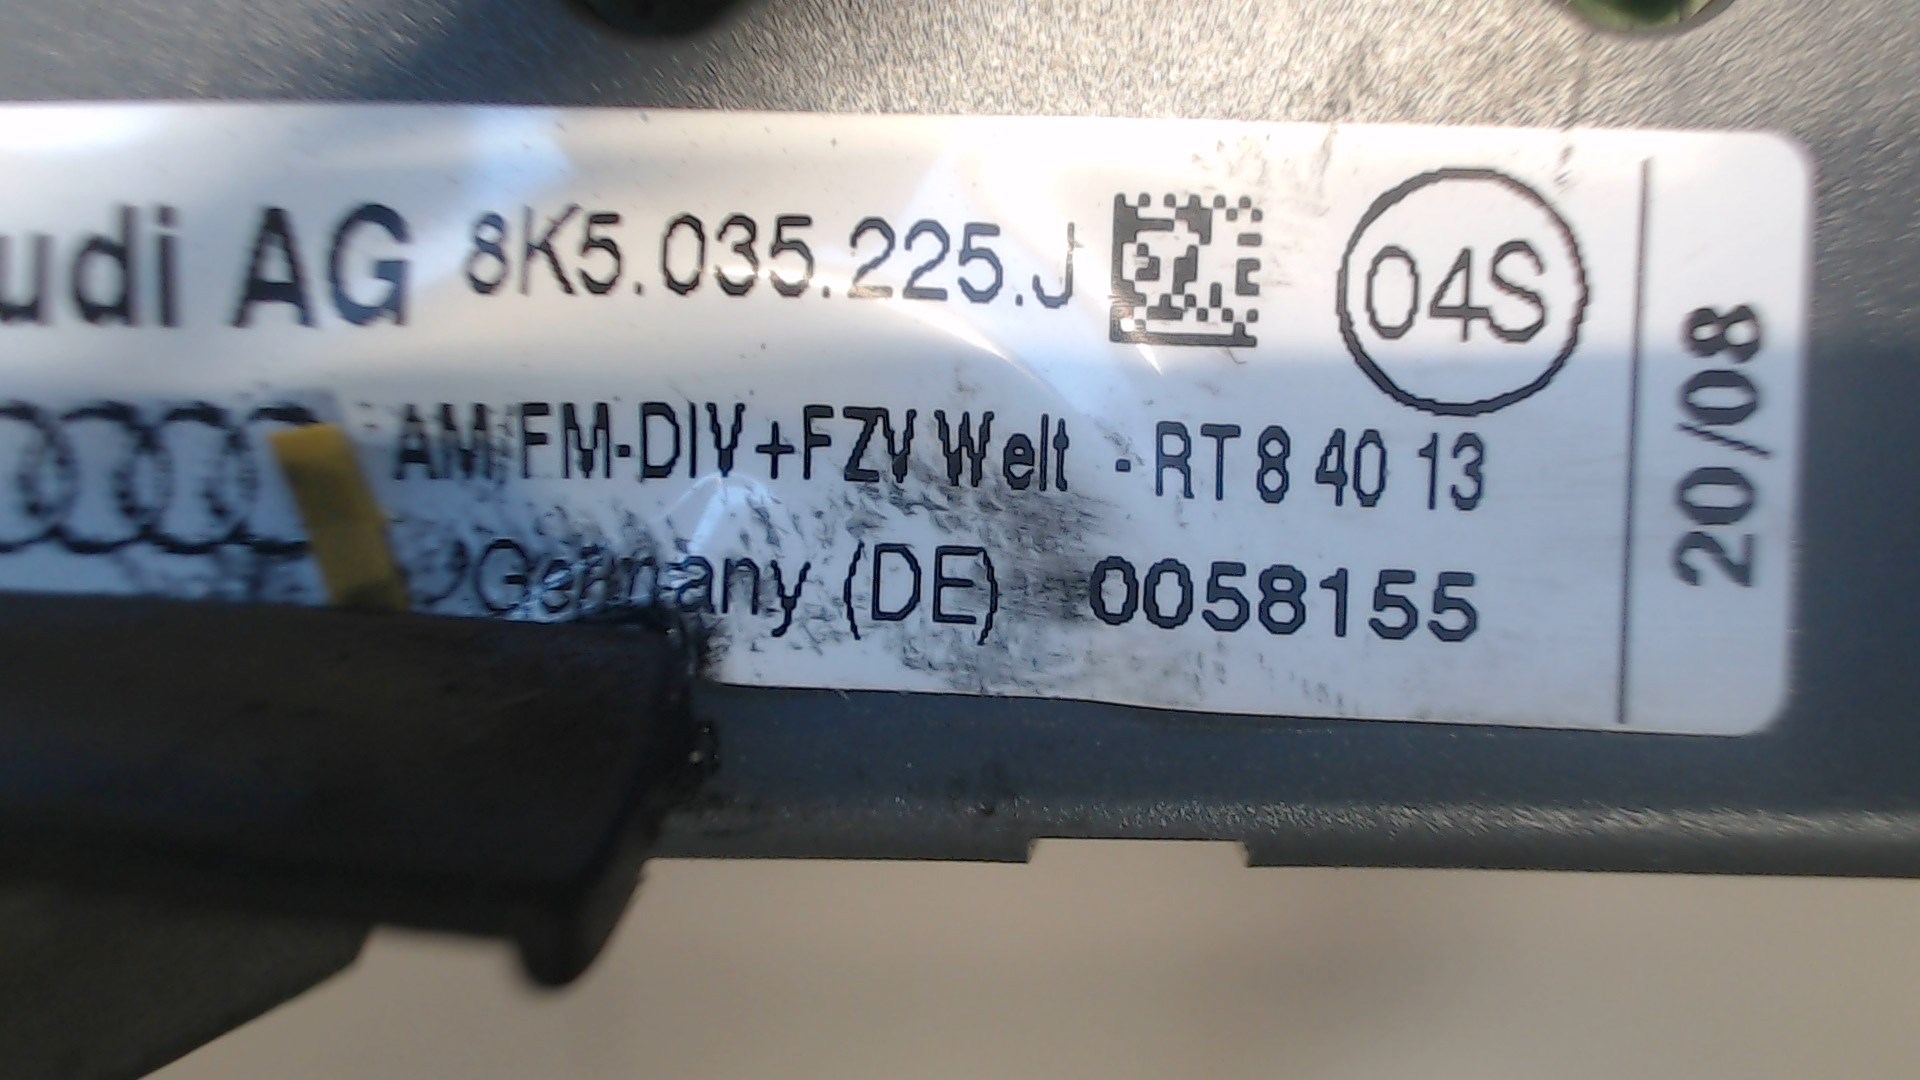 udi AG 8K5.035.225.J
04S
AM/FM-DIV+FZV Welt - RT 8 40 13
Germany (DE) 0058155
20/08